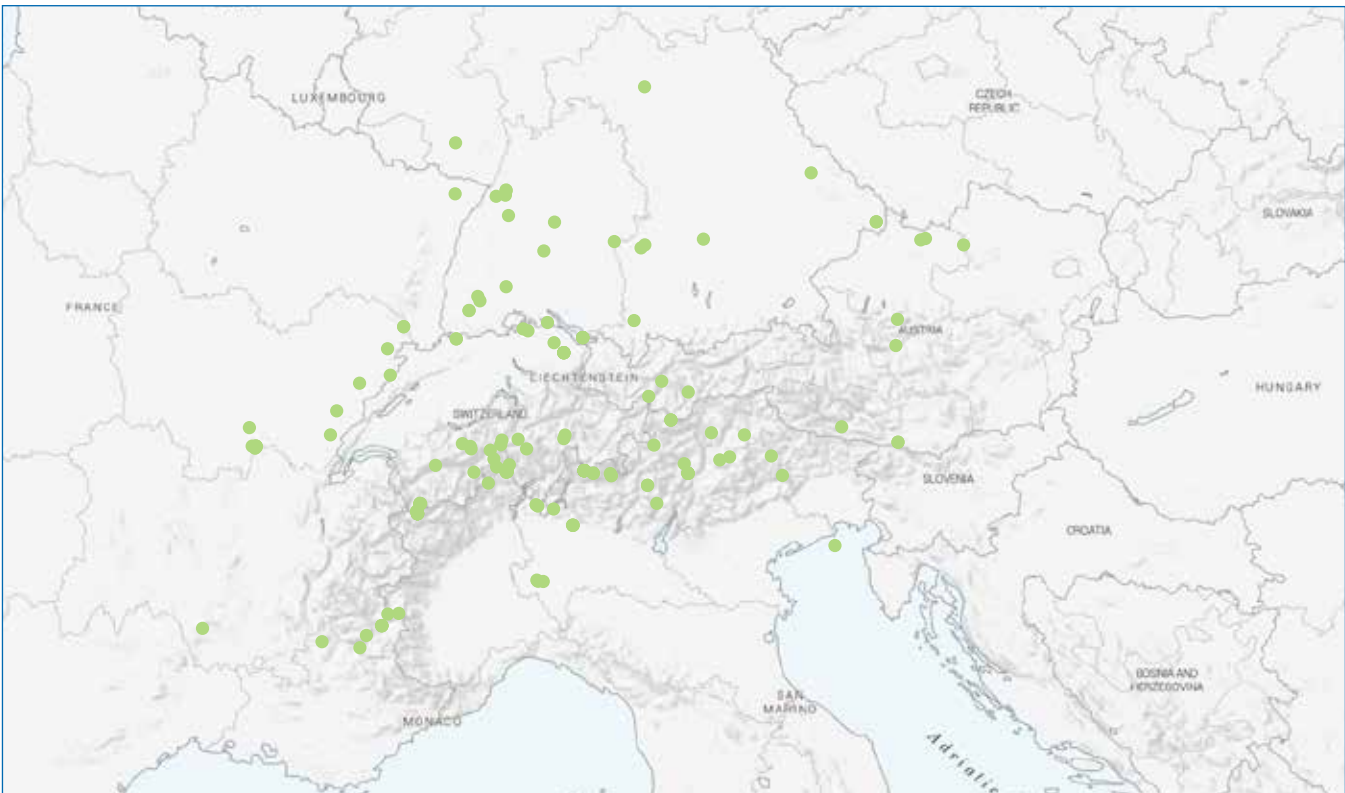 LUXEMBOURG
CZECH
REPUBLIC
SLOVAKIA
FRANCE
AUSTRIA
LIECHTENSTEIN
HUNGARY
SWITZERLAND
SLOVENIA
CROATIA
BOSNIA AND
HERZEGOVINA
SAN
MARINO
MONACO
Adriatic